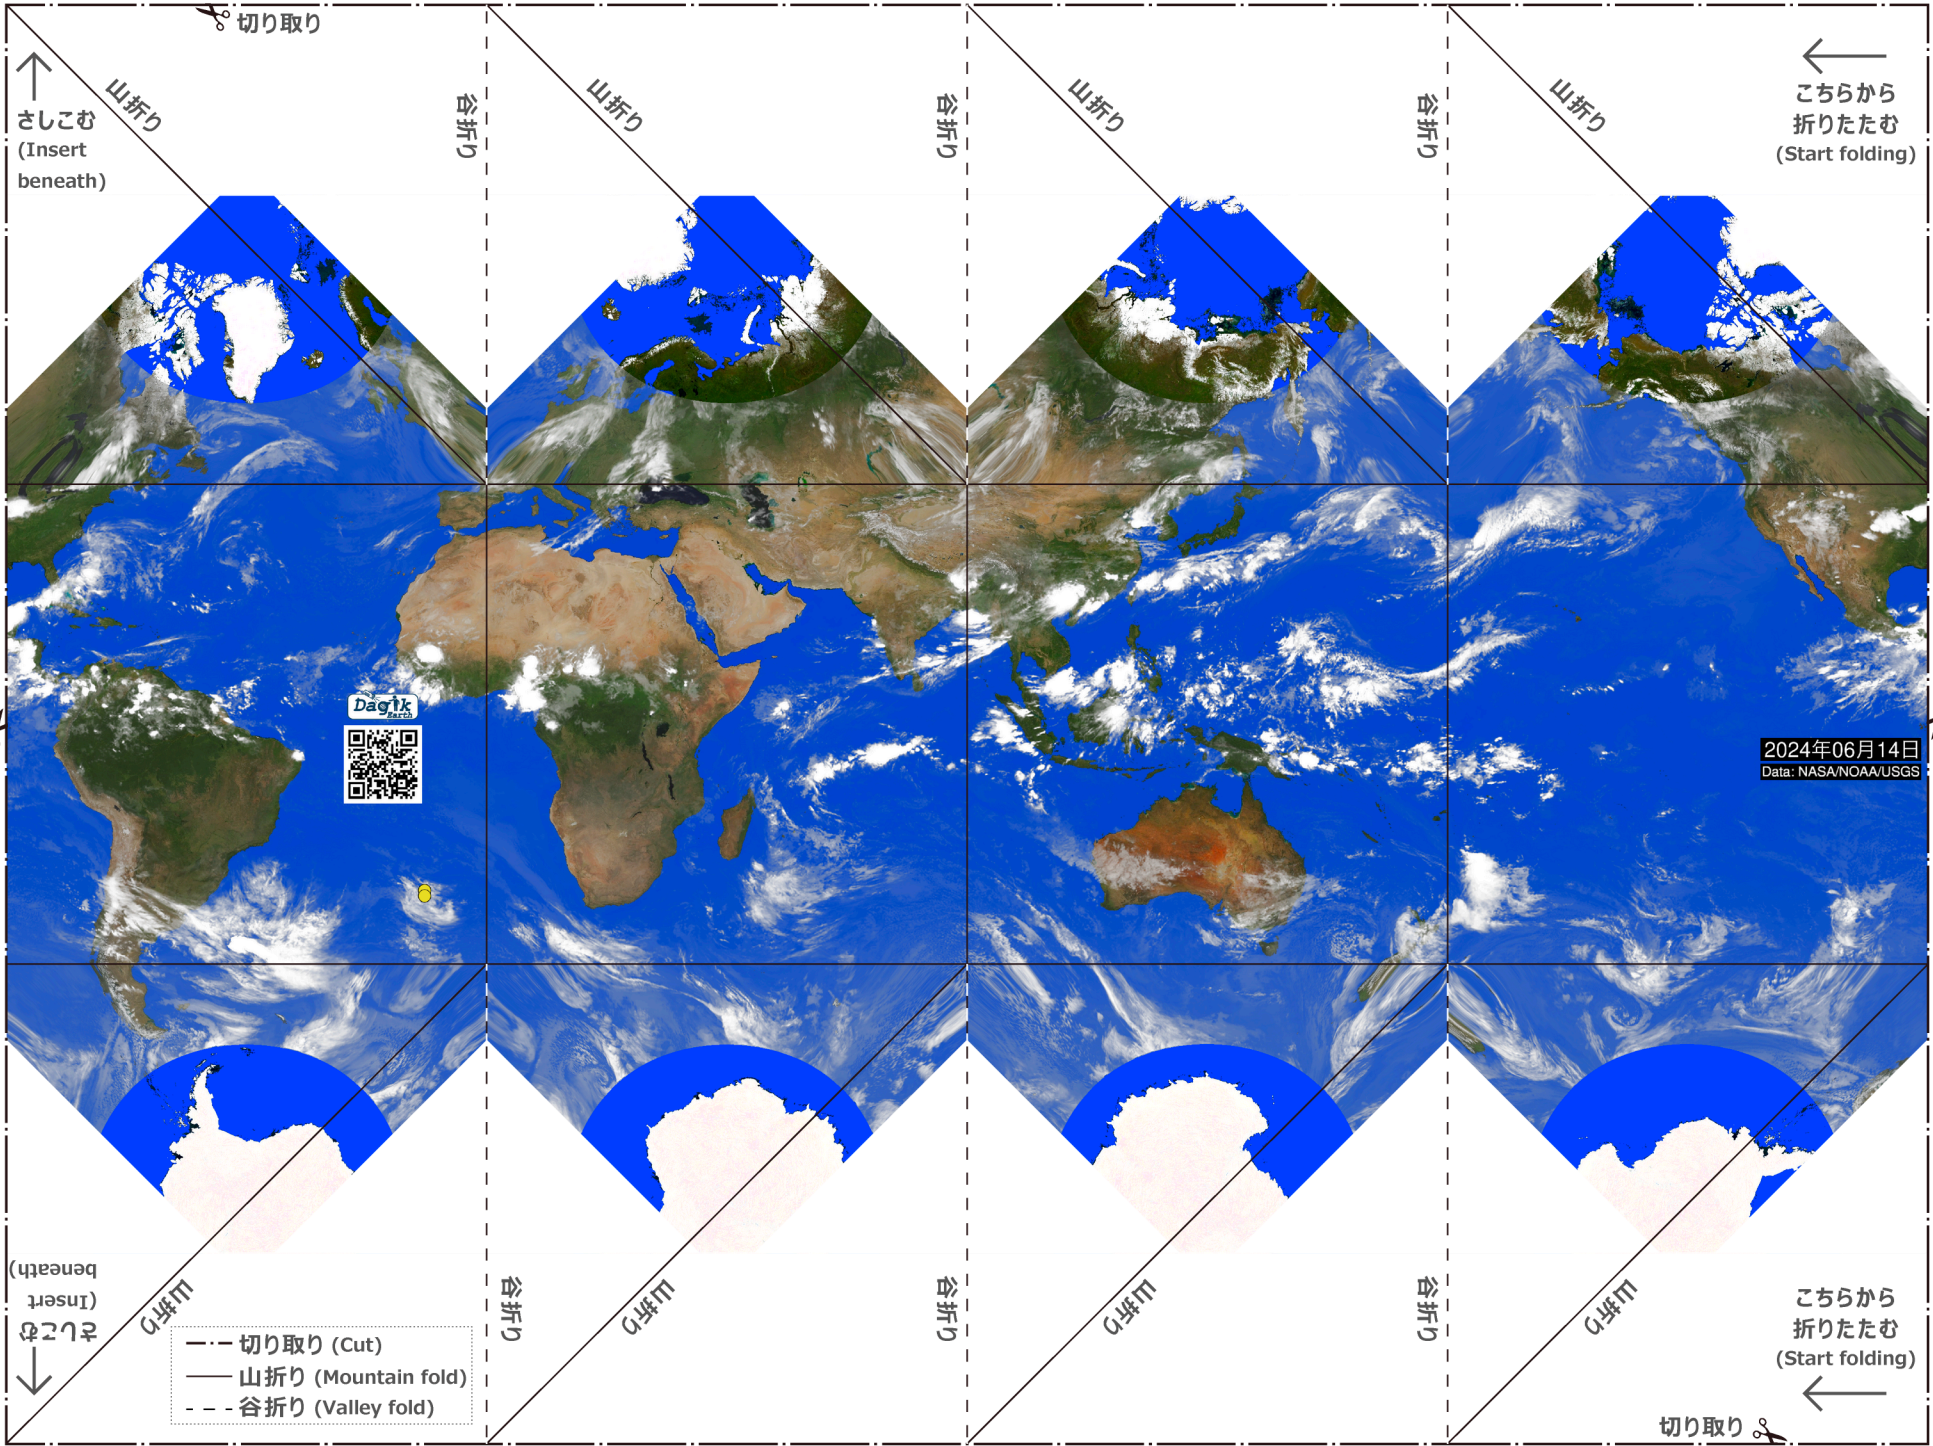 切り取り
山折り
谷折り
山折り
谷折り
山折り
谷折り
山折り
さしこむ
(Insert
beneath)
こちらから
折りたたむ
(Start folding)
Dagik
Earth
2024年06月14日
Data: NASA/NOAA/USGS
さしこむ
(Insert
beneath)
山折り
谷折り
山折り
谷折り
山折り
谷折り
山折り
切り取り (Cut)
山折り (Mountain fold)
谷折り (Valley fold)
こちらから
折りたたむ
(Start folding)
切り取り